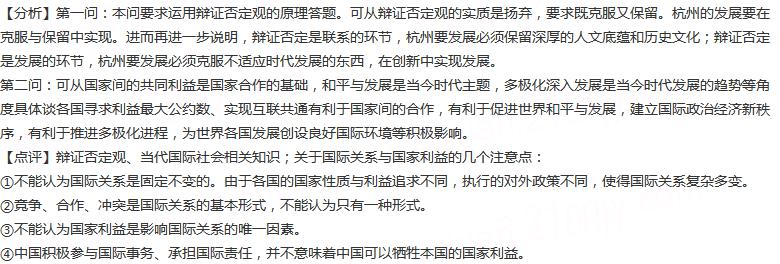 【分析】第一问：本问要求运用辩证否定观的原理答题。可从辩证否定观的实质是扬弃，要求既克服又保留。杭州的发展要在
克服与保留中实现。进而再进一步说明，辩证否定是联系的环节，杭州要发展必须保留深厚的人文底蕴和历史文化；辩证否定
是发展的环节，杭州要发展必须克服不适应时代发展的东西，在创新中实现发展。
第二问：可从国家间的共同利益是国家合作的基础，和平与发展是当今时代主题，多极化深入发展是当今时代发展的趋势等角
度具体谈各国寻求利益最大公约数、实现互联共通有利于国家间的合作，有利于促进世界和平与发展，建立国际政治经济新秩
序，有利于推进多极化进程，为世界各国发展创设良好国际环境等积极影响。
【点评】辩证否定观、当代国际社会相关知识；关于国际关系与国家利益的几个注意点：
①不能认为国际关系是固定不变的。由于各国的国家性质与利益追求不同，执行的对外政策不同，使得国际关系复杂多变。
②竞争、合作、冲突是国际关系的基本形式，不能认为只有一种形式。
③不能认为国家利益是影响国际关系的唯一因素。
④中国积极参与国际事务、承担国际责任，并不意味着中国可以牺牲本国的国家利益。